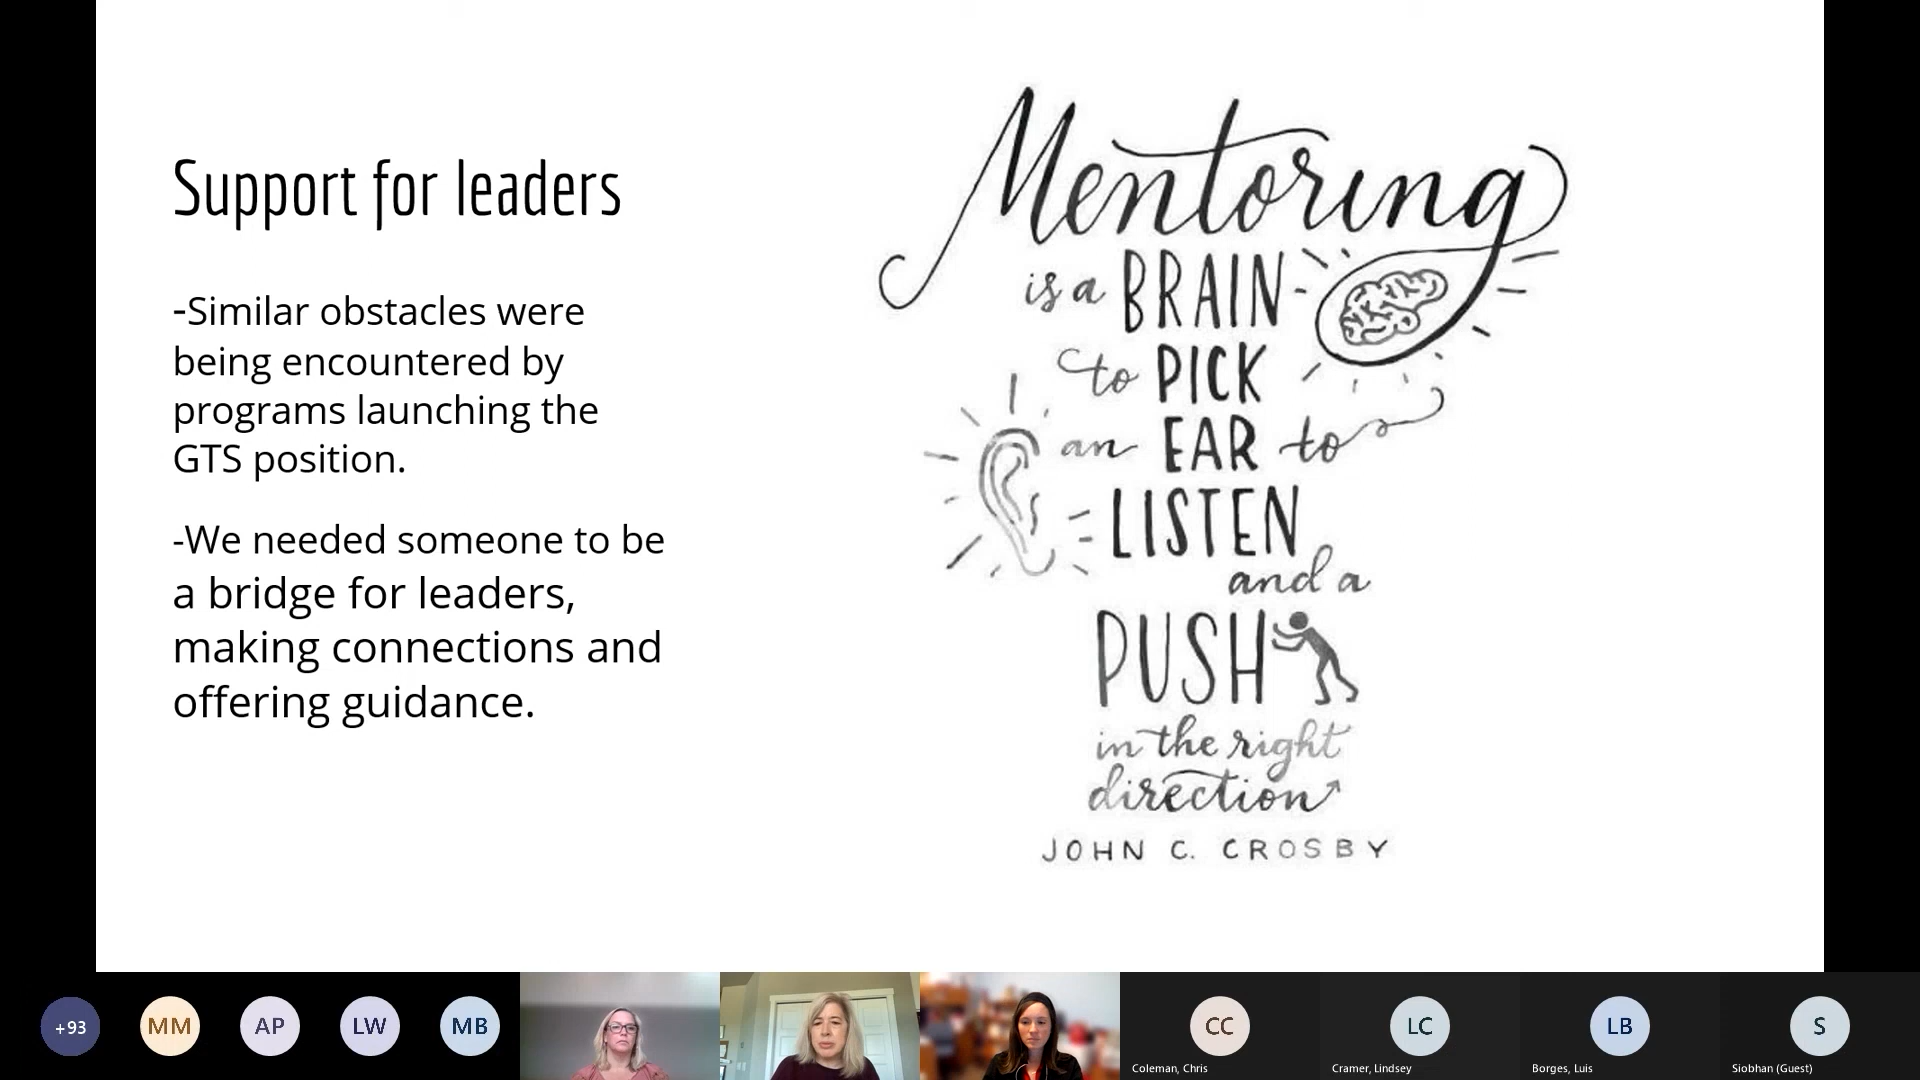 Support for leaders
-Similar obstacles were
being encountered by
programs launching the
GTS position.
-We needed someone to be
a bridge for leaders,
making connections and
offering guidance.
Mentoring
is a BRAIN
to PICK
an EAR to
LISTEN
and a
PUSH
in the right
direction
JOHN C. CROSBY
+93
MM
AP
LW
MB
CC
LC
LB
S
Coleman, Chris
Cramer, Lindsey
Borges, Luis
Siobhan (Guest)